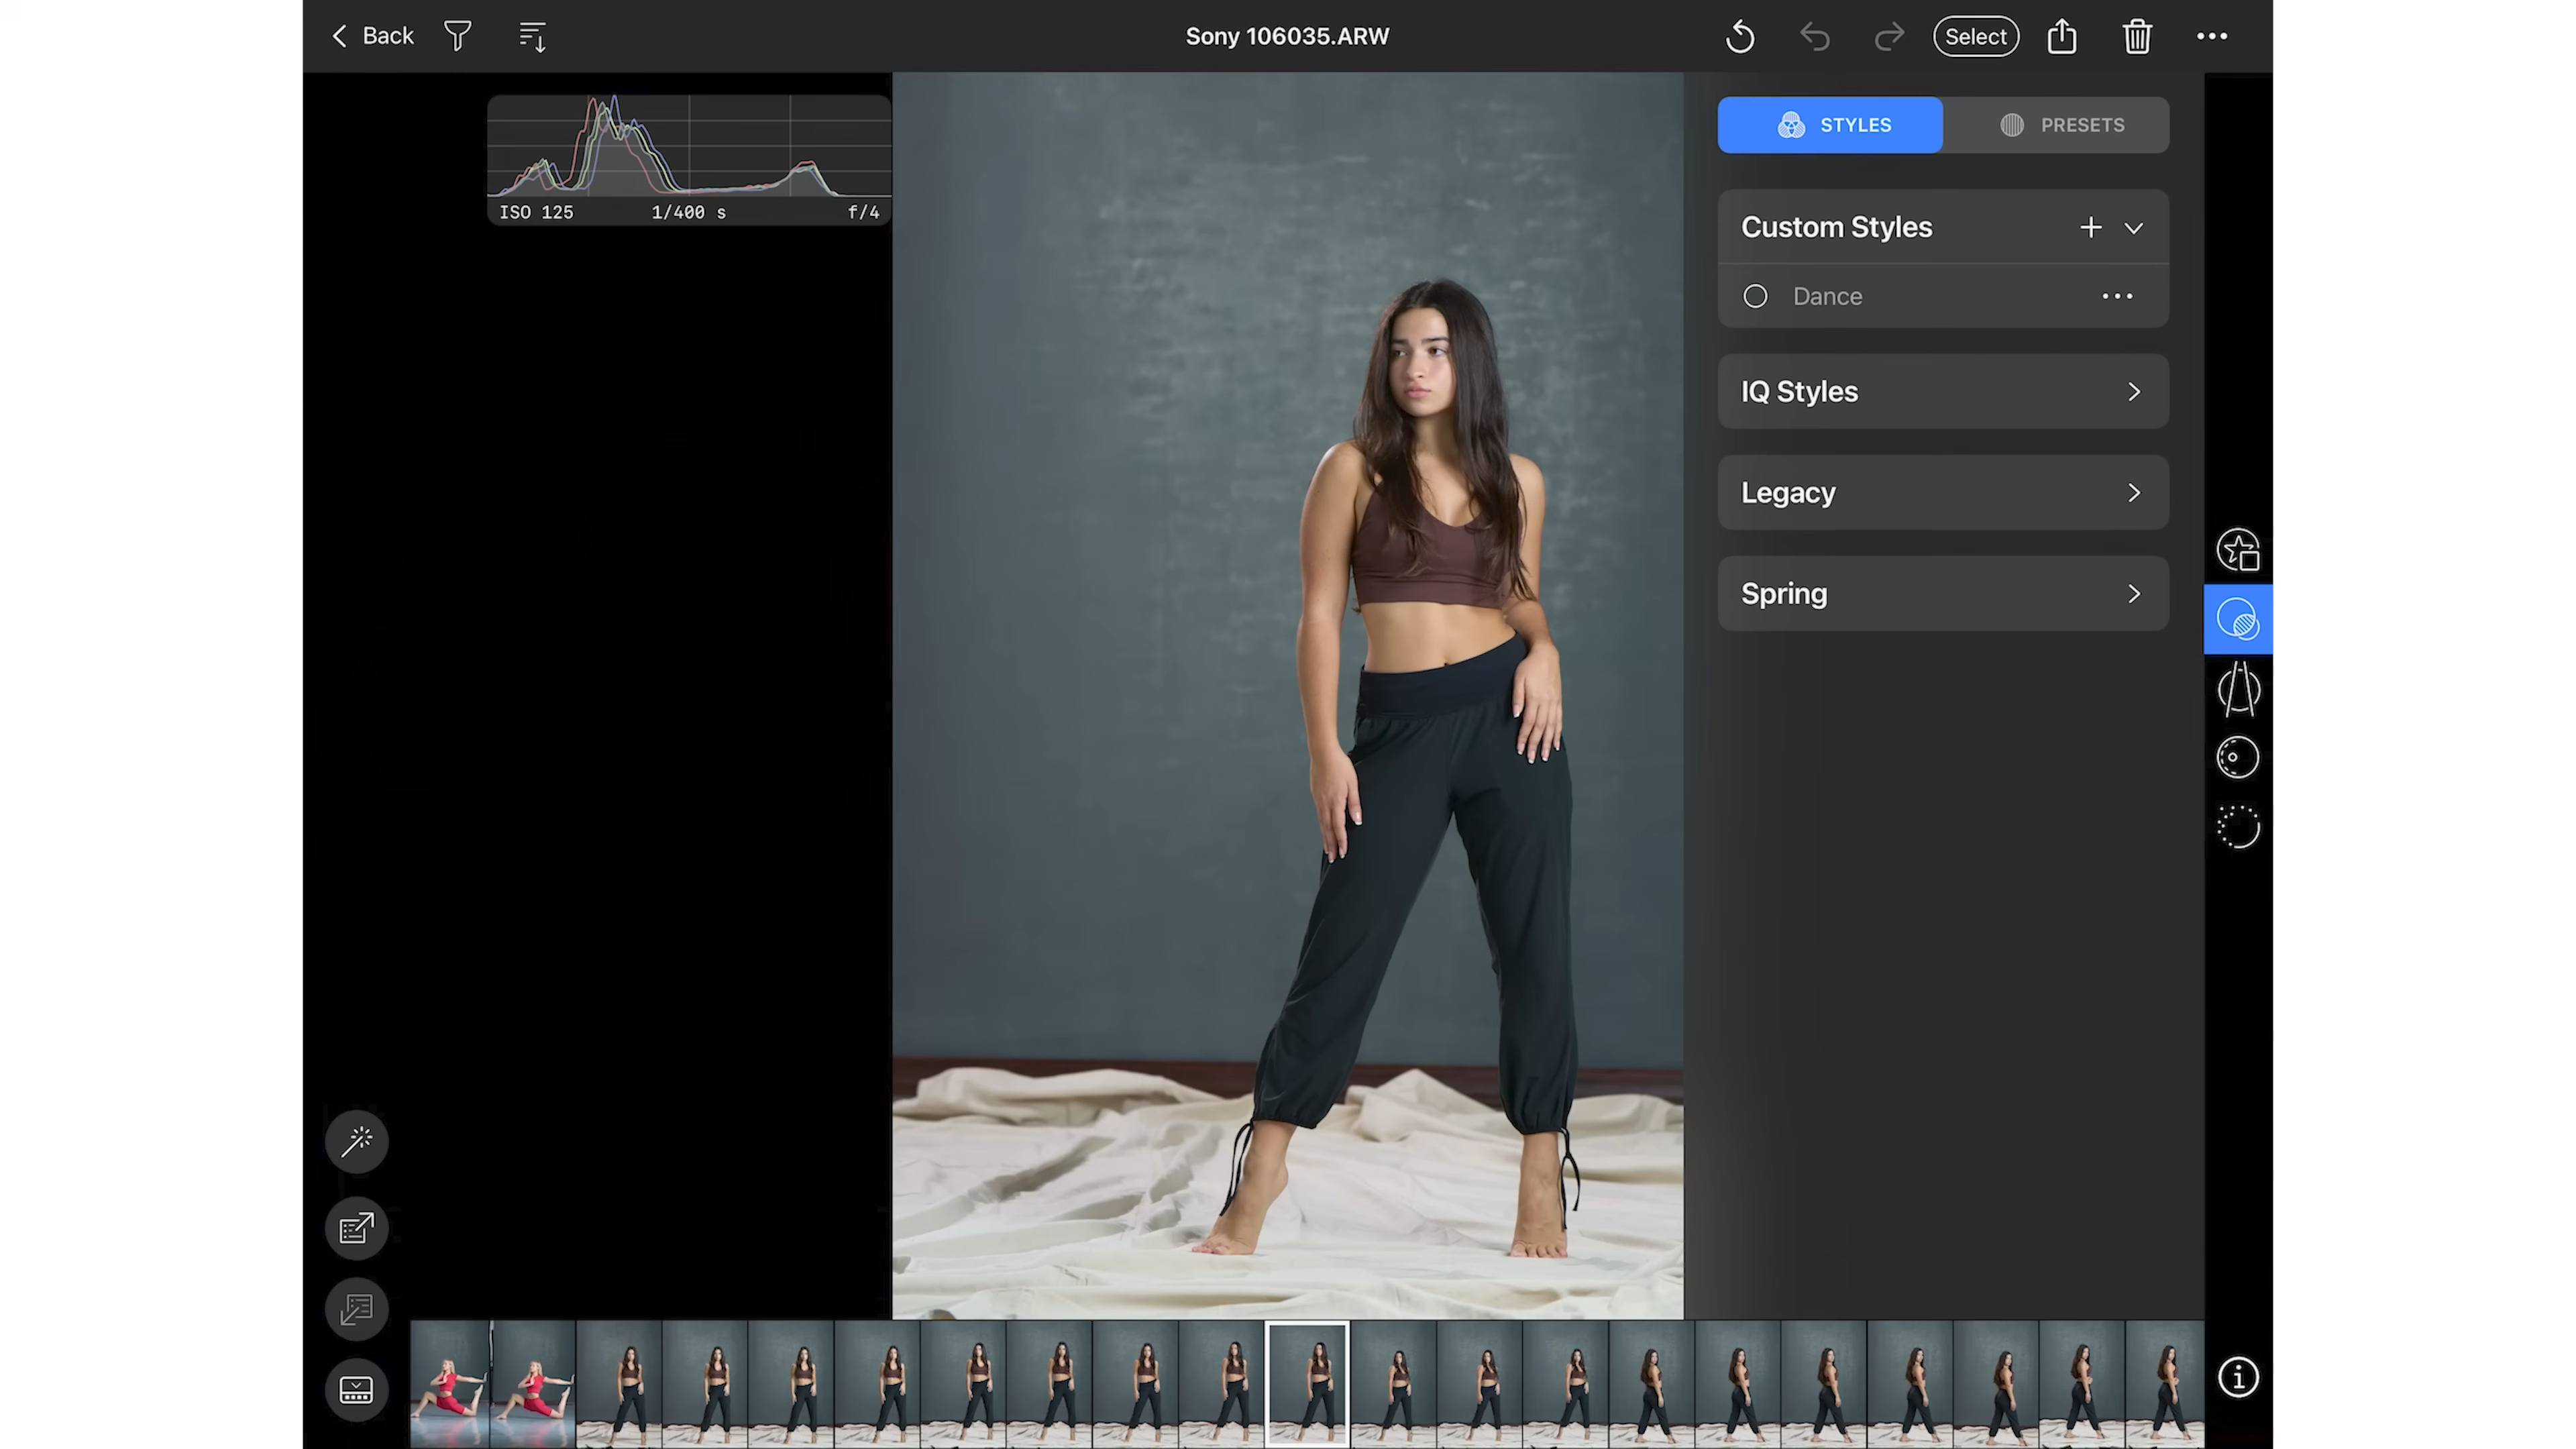 Back
Sony 106035.ARW
Select
ISO 125 1/400 s f/4
STYLES
PRESETS
Custom Styles
Dance
IQ Styles
Legacy
Spring